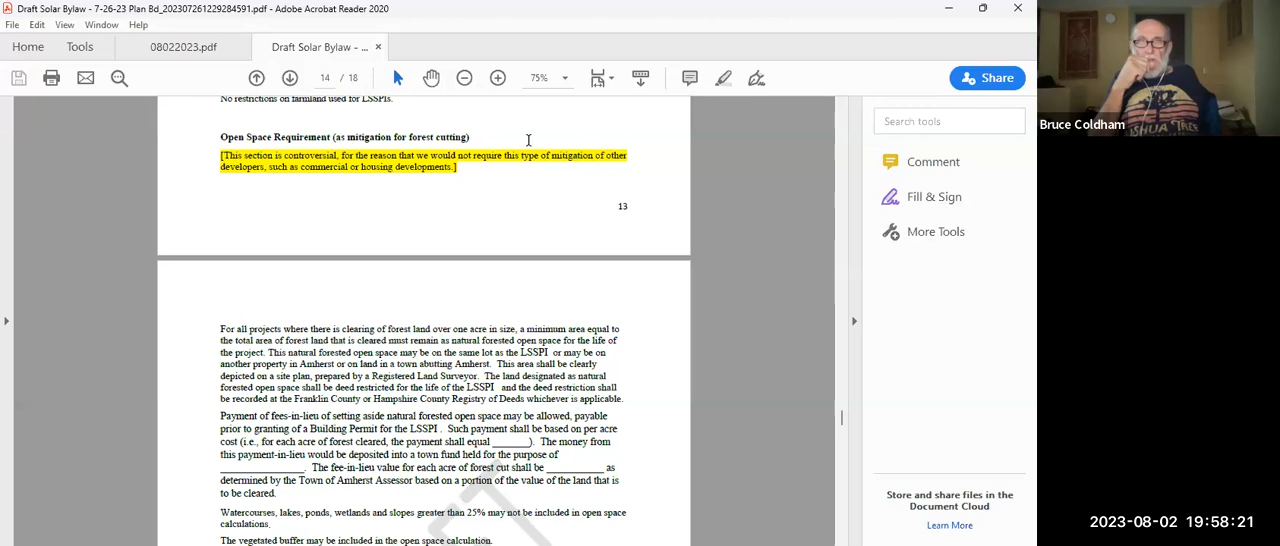 Draft Solar Bylaw - 7-26-23 Plan Bd_202307261229284591.pdf - Adobe Acrobat Reader 2020
File Edit View Window Help
Home Tools 08022023.pdf Draft Solar Bylaw - ... ×
14 / 18 75% Share
No restrictions on farmland used for LSSPIs.
Open Space Requirement (as mitigation for forest cutting)
[This section is controversial, for the reason that we would not require this type of mitigation of other
developers, such as commercial or housing developments.]
13
For all projects where there is clearing of forest land over one acre in size, a minimum area equal to
the total area of forest land that is cleared must remain as natural forested open space for the life of
the project. This natural forested open space may be on the same lot as the LSSPI or may be on
another property in Amherst or on land in a town abutting Amherst. This area shall be clearly
depicted on a site plan, prepared by a Registered Land Surveyor. The land designated as natural
forested open space shall be deed restricted for the life of the LSSPI and the deed restriction shall
be recorded at the Franklin County or Hampshire County Registry of Deeds whichever is applicable.
Payment of fees-in-lieu of setting aside natural forested open space may be allowed, payable
prior to granting of a Building Permit for the LSSPI . Such payment shall be based on per acre
cost (i.e., for each acre of forest cleared, the payment shall equal _______). The money from
this payment-in-lieu would be deposited into a town fund held for the purpose of
_______________. The fee-in-lieu value for each acre of forest cut shall be __________ as
determined by the Town of Amherst Assessor based on a portion of the value of the land that is
to be cleared.
Watercourses, lakes, ponds, wetlands and slopes greater than 25% may not be included in open space
calculations.
The vegetated buffer may be included in the open space calculation.
Search tools
Comment
Fill & Sign
More Tools
Store and share files in the
Document Cloud
Learn More
Bruce Coldham
JOSHUA TREE
2023-08-02 19:58:21